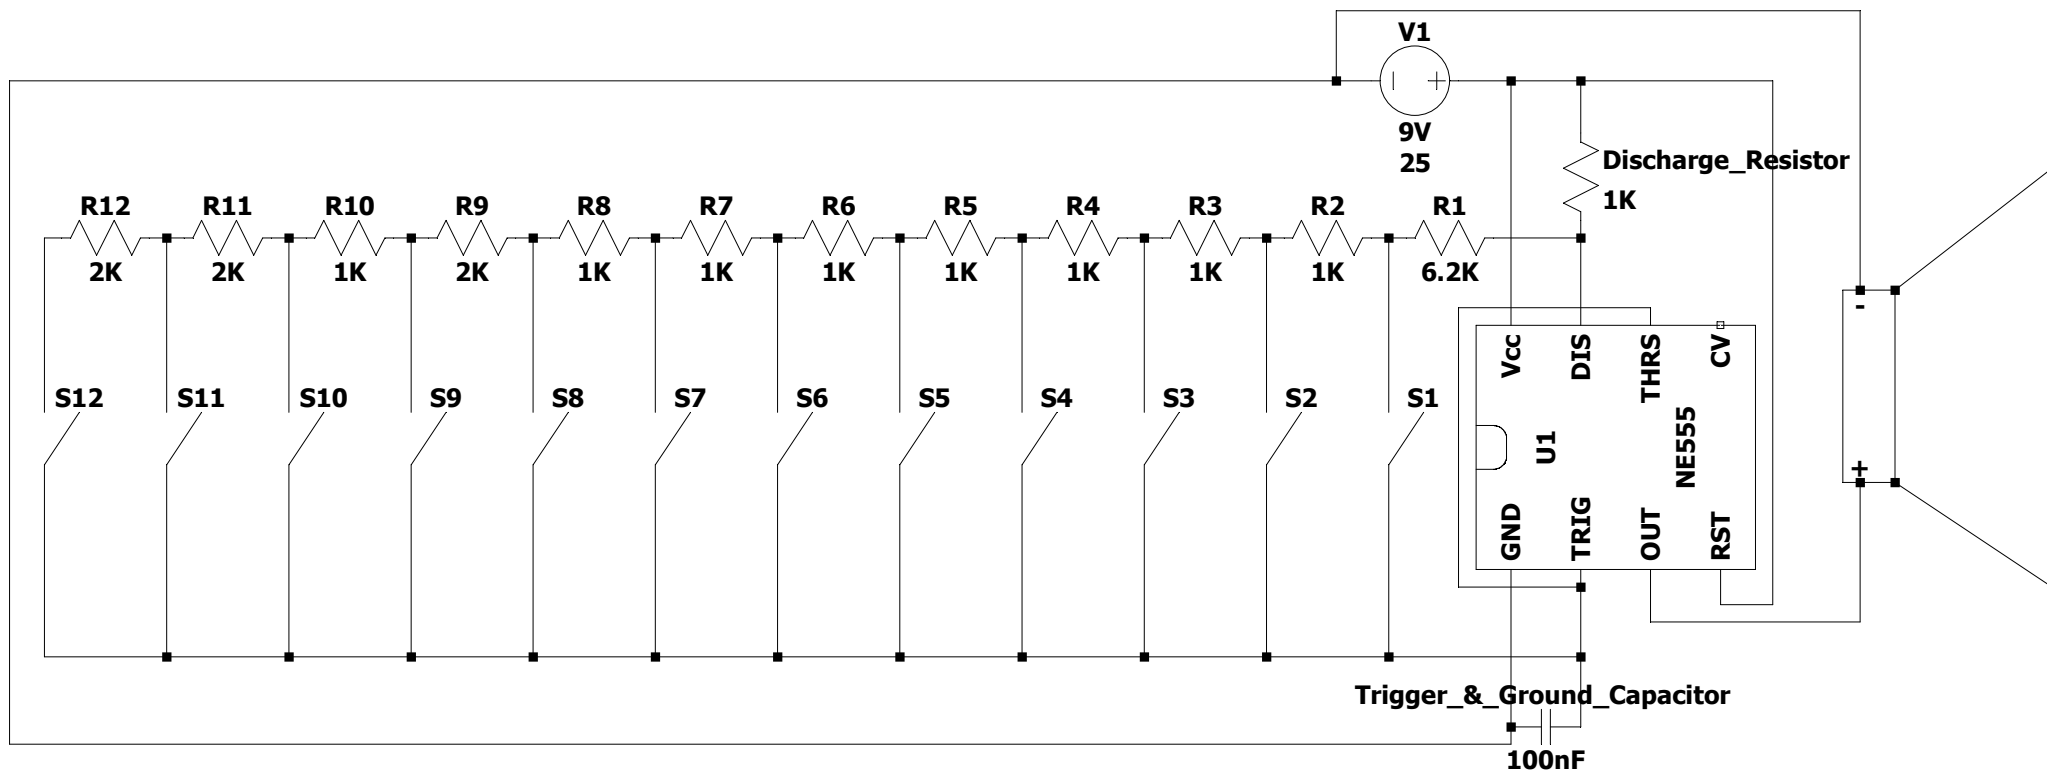 V1
9V
25
Discharge_Resistor
1K
R12 R11 R10 R9 R8 R7 R6 R5 R4 R3 R2 R1
2K 2K 1K 2K 1K 1K 1K 1K 1K 1K 1K 6.2K
-
Vcc DIS THRS CV
S12 S11 S10 S9 S8 S7 S6 S5 S4 S3 S2 S1
U1 NE555
+
GND TRIG OUT RST
Trigger_&_Ground_Capacitor
100nF